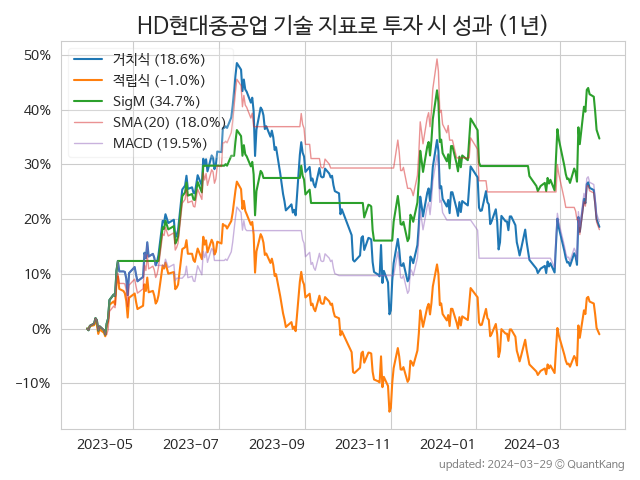 HD현대중공업 기술 지표로 투자 시 성과 (1년)
50%
40%
30%
20%
10%
0%
−10%
거치식 (18.6%)
적립식 (−1.0%)
SigM (34.7%)
SMA(20) (18.0%)
MACD (19.5%)
2023-05 2023-07 2023-09 2023-11 2024-01 2024-03
updated: 2024-03-29 © QuantKang